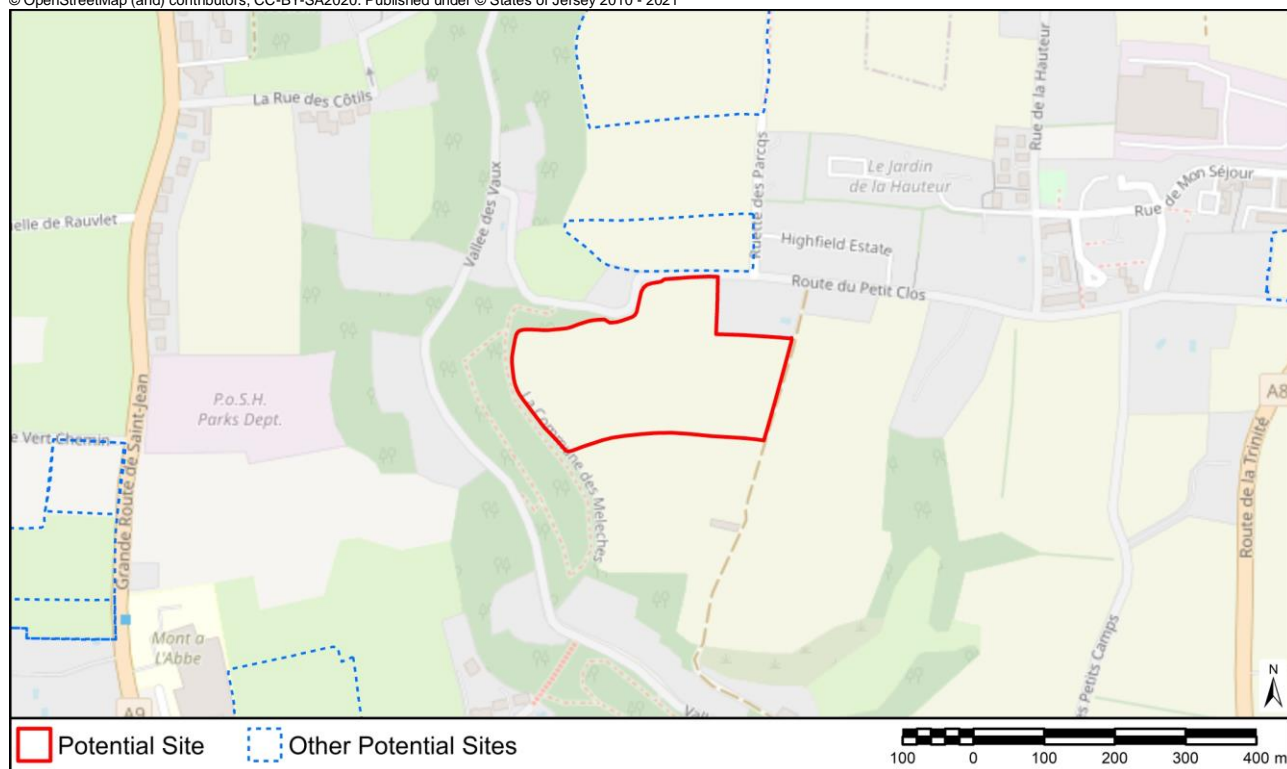 © OpenStreetMap (and) contributors, CC-BY-SA2020. Published under © States of Jersey 2010 - 2021
La Rue des Côtils
Vallee des Vaux
Ruette des Parcqs
Rue de la Hauteur
Le Jardin
de la Hauteur
Rue de Mon Séjour
elle de Rauvlet
Highfield Estate
Route du Petit Clos
P.o.S.H.
Parks Dept.
La Commune des Meleches
A8
e Vert Chemin
Grande Route de Saint-Jean
Route de la Trinité
Mont a
L'Abbe
es Petits Camps
A9
Vall
N
Potential Site
Other Potential Sites
100 0 100 200 300 400 m